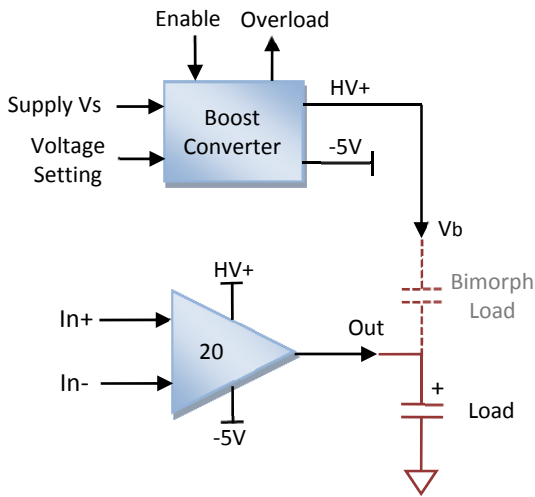 Enable
Overload
Supply Vs
Voltage
Setting
Boost
Converter
HV+
-5V
Vb
Bimorph
Load
HV+
In+
In-
20
-5V
Out
+
Load